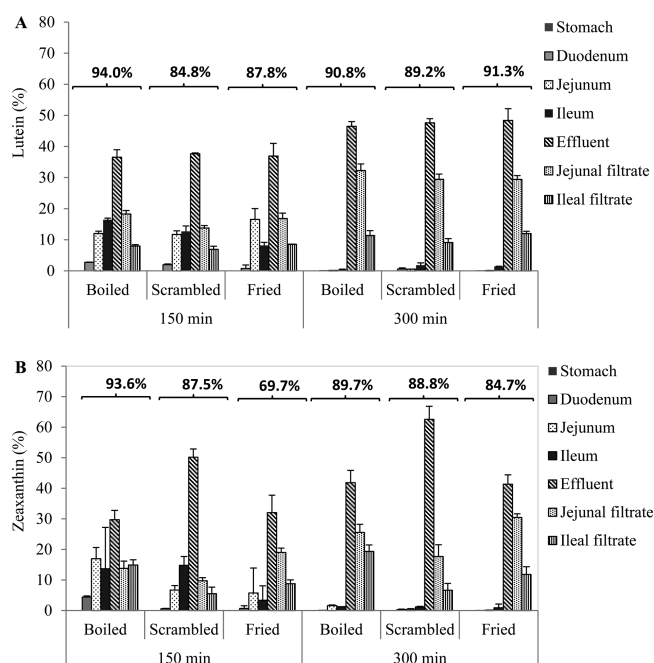 A
80
70
60
50
40
30
20
10
0
Lutein (%)
94.0% 84.8% 87.8% 90.8% 89.2% 91.3%
Boiled Scrambled Fried Boiled Scrambled Fried
150 min 300 min
Stomach
Duodenum
Jejunum
Ileum
Effluent
Jejunal filtrate
Ileal filtrate
B
80
70
60
50
40
30
20
10
0
Zeaxanthin (%)
93.6% 87.5% 69.7% 89.7% 88.8% 84.7%
Boiled Scrambled Fried Boiled Scrambled Fried
150 min 300 min
Stomach
Duodenum
Jejunum
Ileum
Effluent
Jejunal filtrate
Ileal filtrate